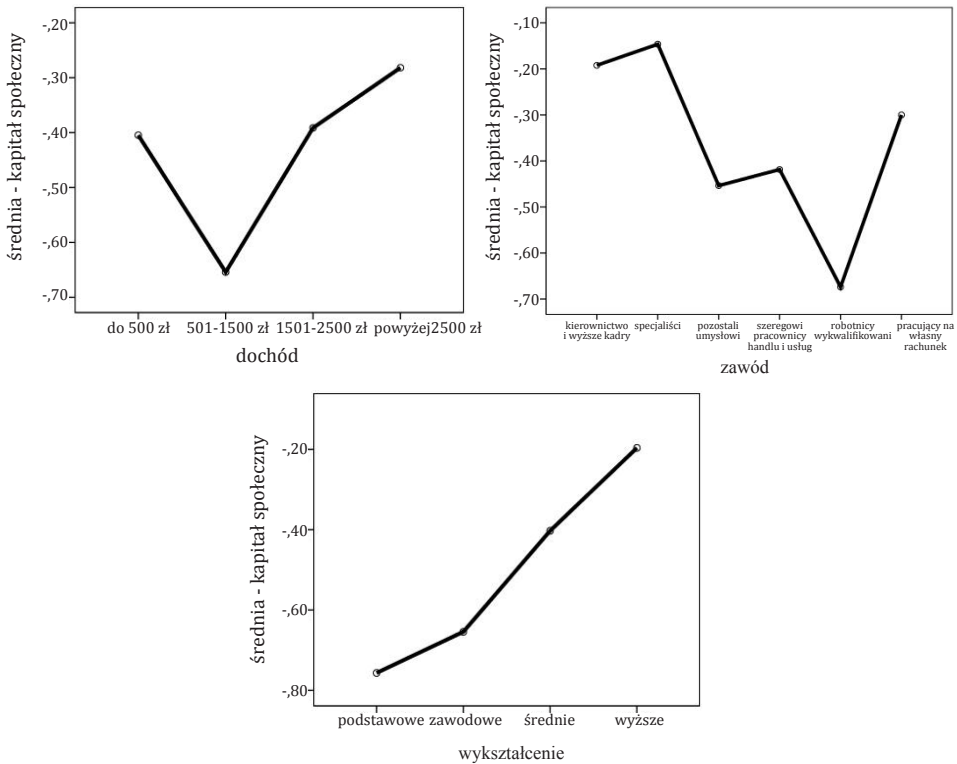 średnia - kapitał społeczny
-,20
-,30
-,40
-,50
-,60
-,70
do 500 zł 501-1500 zł 1501-2500 zł powyżej2500 zł
dochód
średnia - kapitał społeczny
-,10
-,20
-,30
-,40
-,50
-,60
-,70
kierownictwo specjaliści pozostali szeregowi robotnicy pracujący na
i wyższe kadry umysłowi pracownicy wykwalifikowani własny
handlu i usług rachunek
zawód
średnia - kapitał społeczny
-,20
-,40
-,60
-,80
podstawowe zawodowe średnie wyższe
wykształcenie